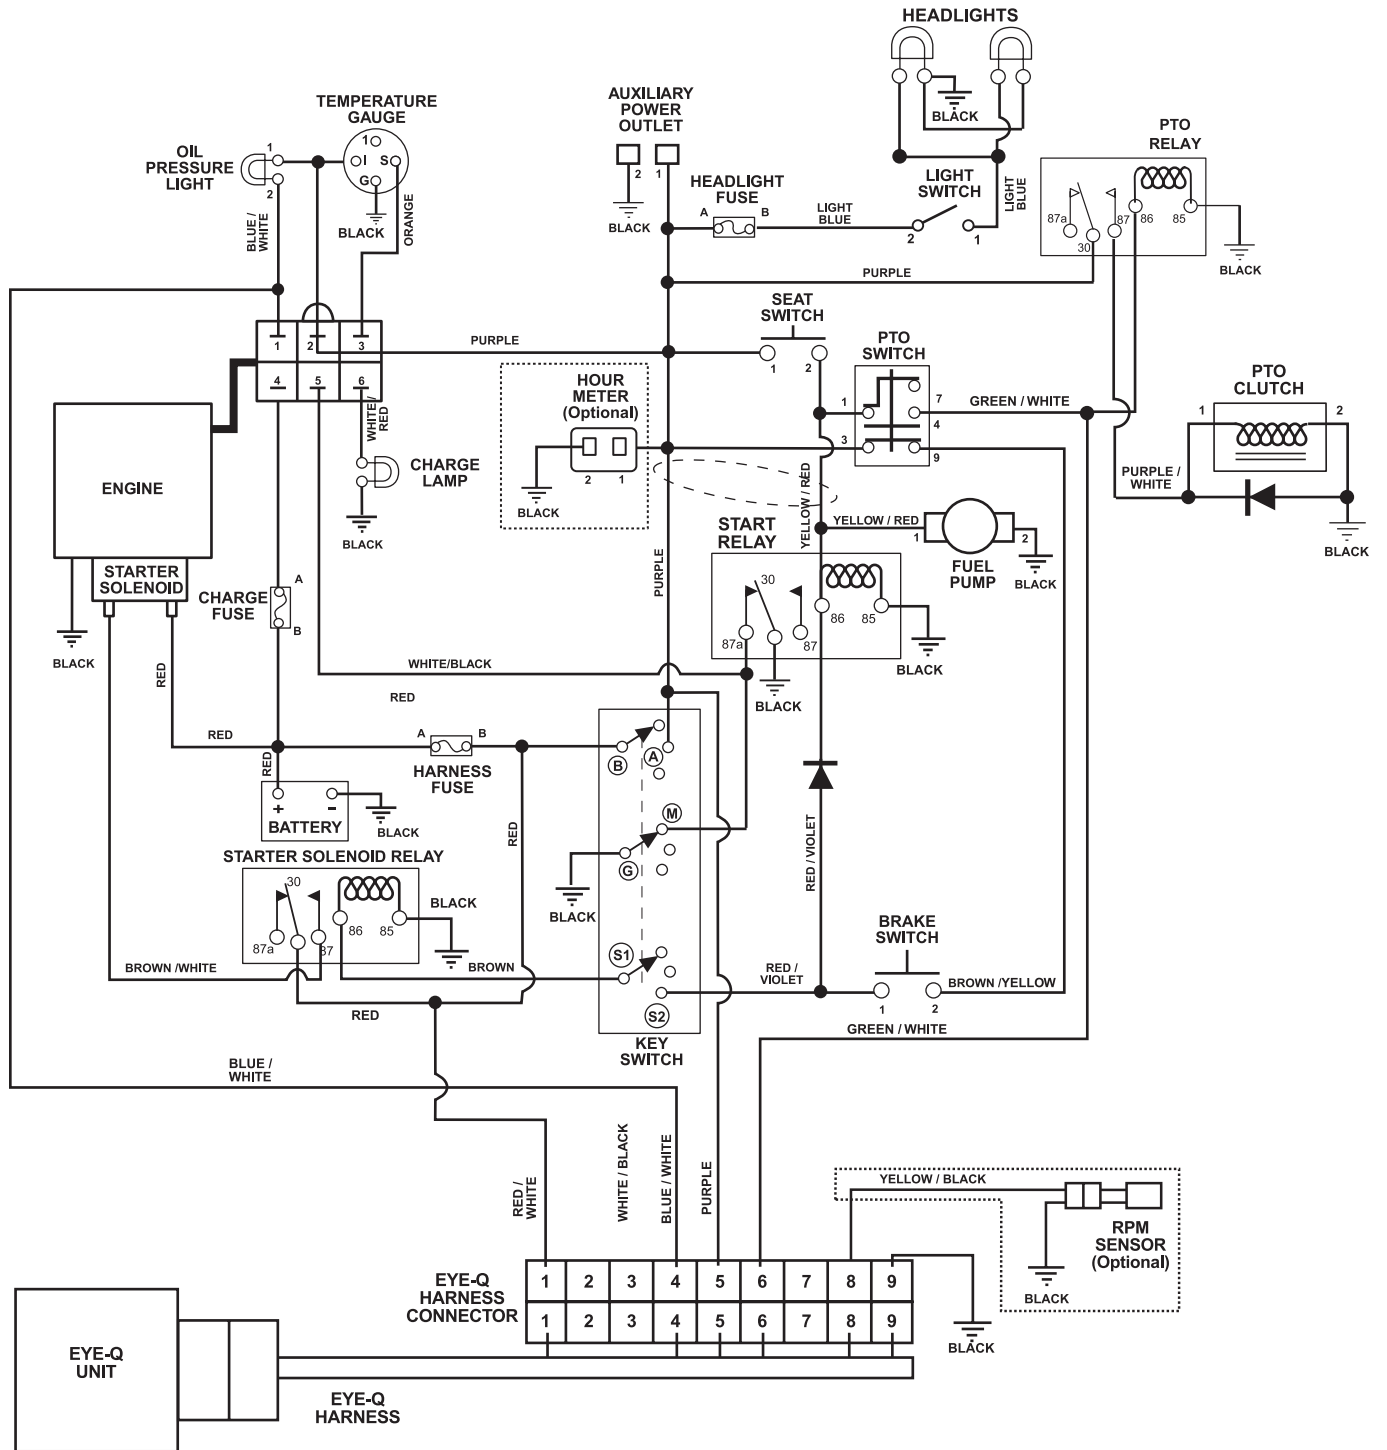 HEADLIGHTS
BLACK
TEMPERATURE
GAUGE
1
I
S
G
BLACK
ORANGE
OIL
PRESSURE
LIGHT
1
2
BLUE/
WHITE
AUXILIARY
POWER
OUTLET
2
1
BLACK
HEADLIGHT
FUSE
A
B
LIGHT
BLUE
LIGHT
SWITCH
2
1
LIGHT
BLUE
PTO
RELAY
87a
30
87
86
85
BLACK
PURPLE
1
2
3
4
5
6
PURPLE
SEAT
SWITCH
1
2
PTO
SWITCH
1
3
7
4
9
GREEN / WHITE
PTO
CLUTCH
1
2
PURPLE /
WHITE
BLACK
HOUR
METER
(Optional)
2
1
BLACK
WHITE /
RED
CHARGE
LAMP
BLACK
ENGINE
STARTER
SOLENOID
BLACK
RED
CHARGE
FUSE
A
B
YELLOW / RED
YELLOW / RED
1
2
FUEL
PUMP
BLACK
START
RELAY
30
87a
87
86
85
BLACK
BLACK
PURPLE
WHITE/BLACK
RED
RED
A
B
HARNESS
FUSE
RED
+
-
BATTERY
BLACK
RED
B
A
M
G
BLACK
S1
S2
KEY
SWITCH
RED / VIOLET
STARTER SOLENOID RELAY
30
87a
87
86
85
BLACK
BROWN /WHITE
BROWN
RED
RED /
VIOLET
BRAKE
SWITCH
1
2
BROWN /YELLOW
GREEN / WHITE
BLUE /
WHITE
RED /
WHITE
WHITE / BLACK
BLUE / WHITE
PURPLE
YELLOW / BLACK
RPM
SENSOR
(Optional)
BLACK
EYE-Q
HARNESS
CONNECTOR
1 2 3 4 5 6 7 8 9
1 2 3 4 5 6 7 8 9
BLACK
EYE-Q
UNIT
EYE-Q
HARNESS